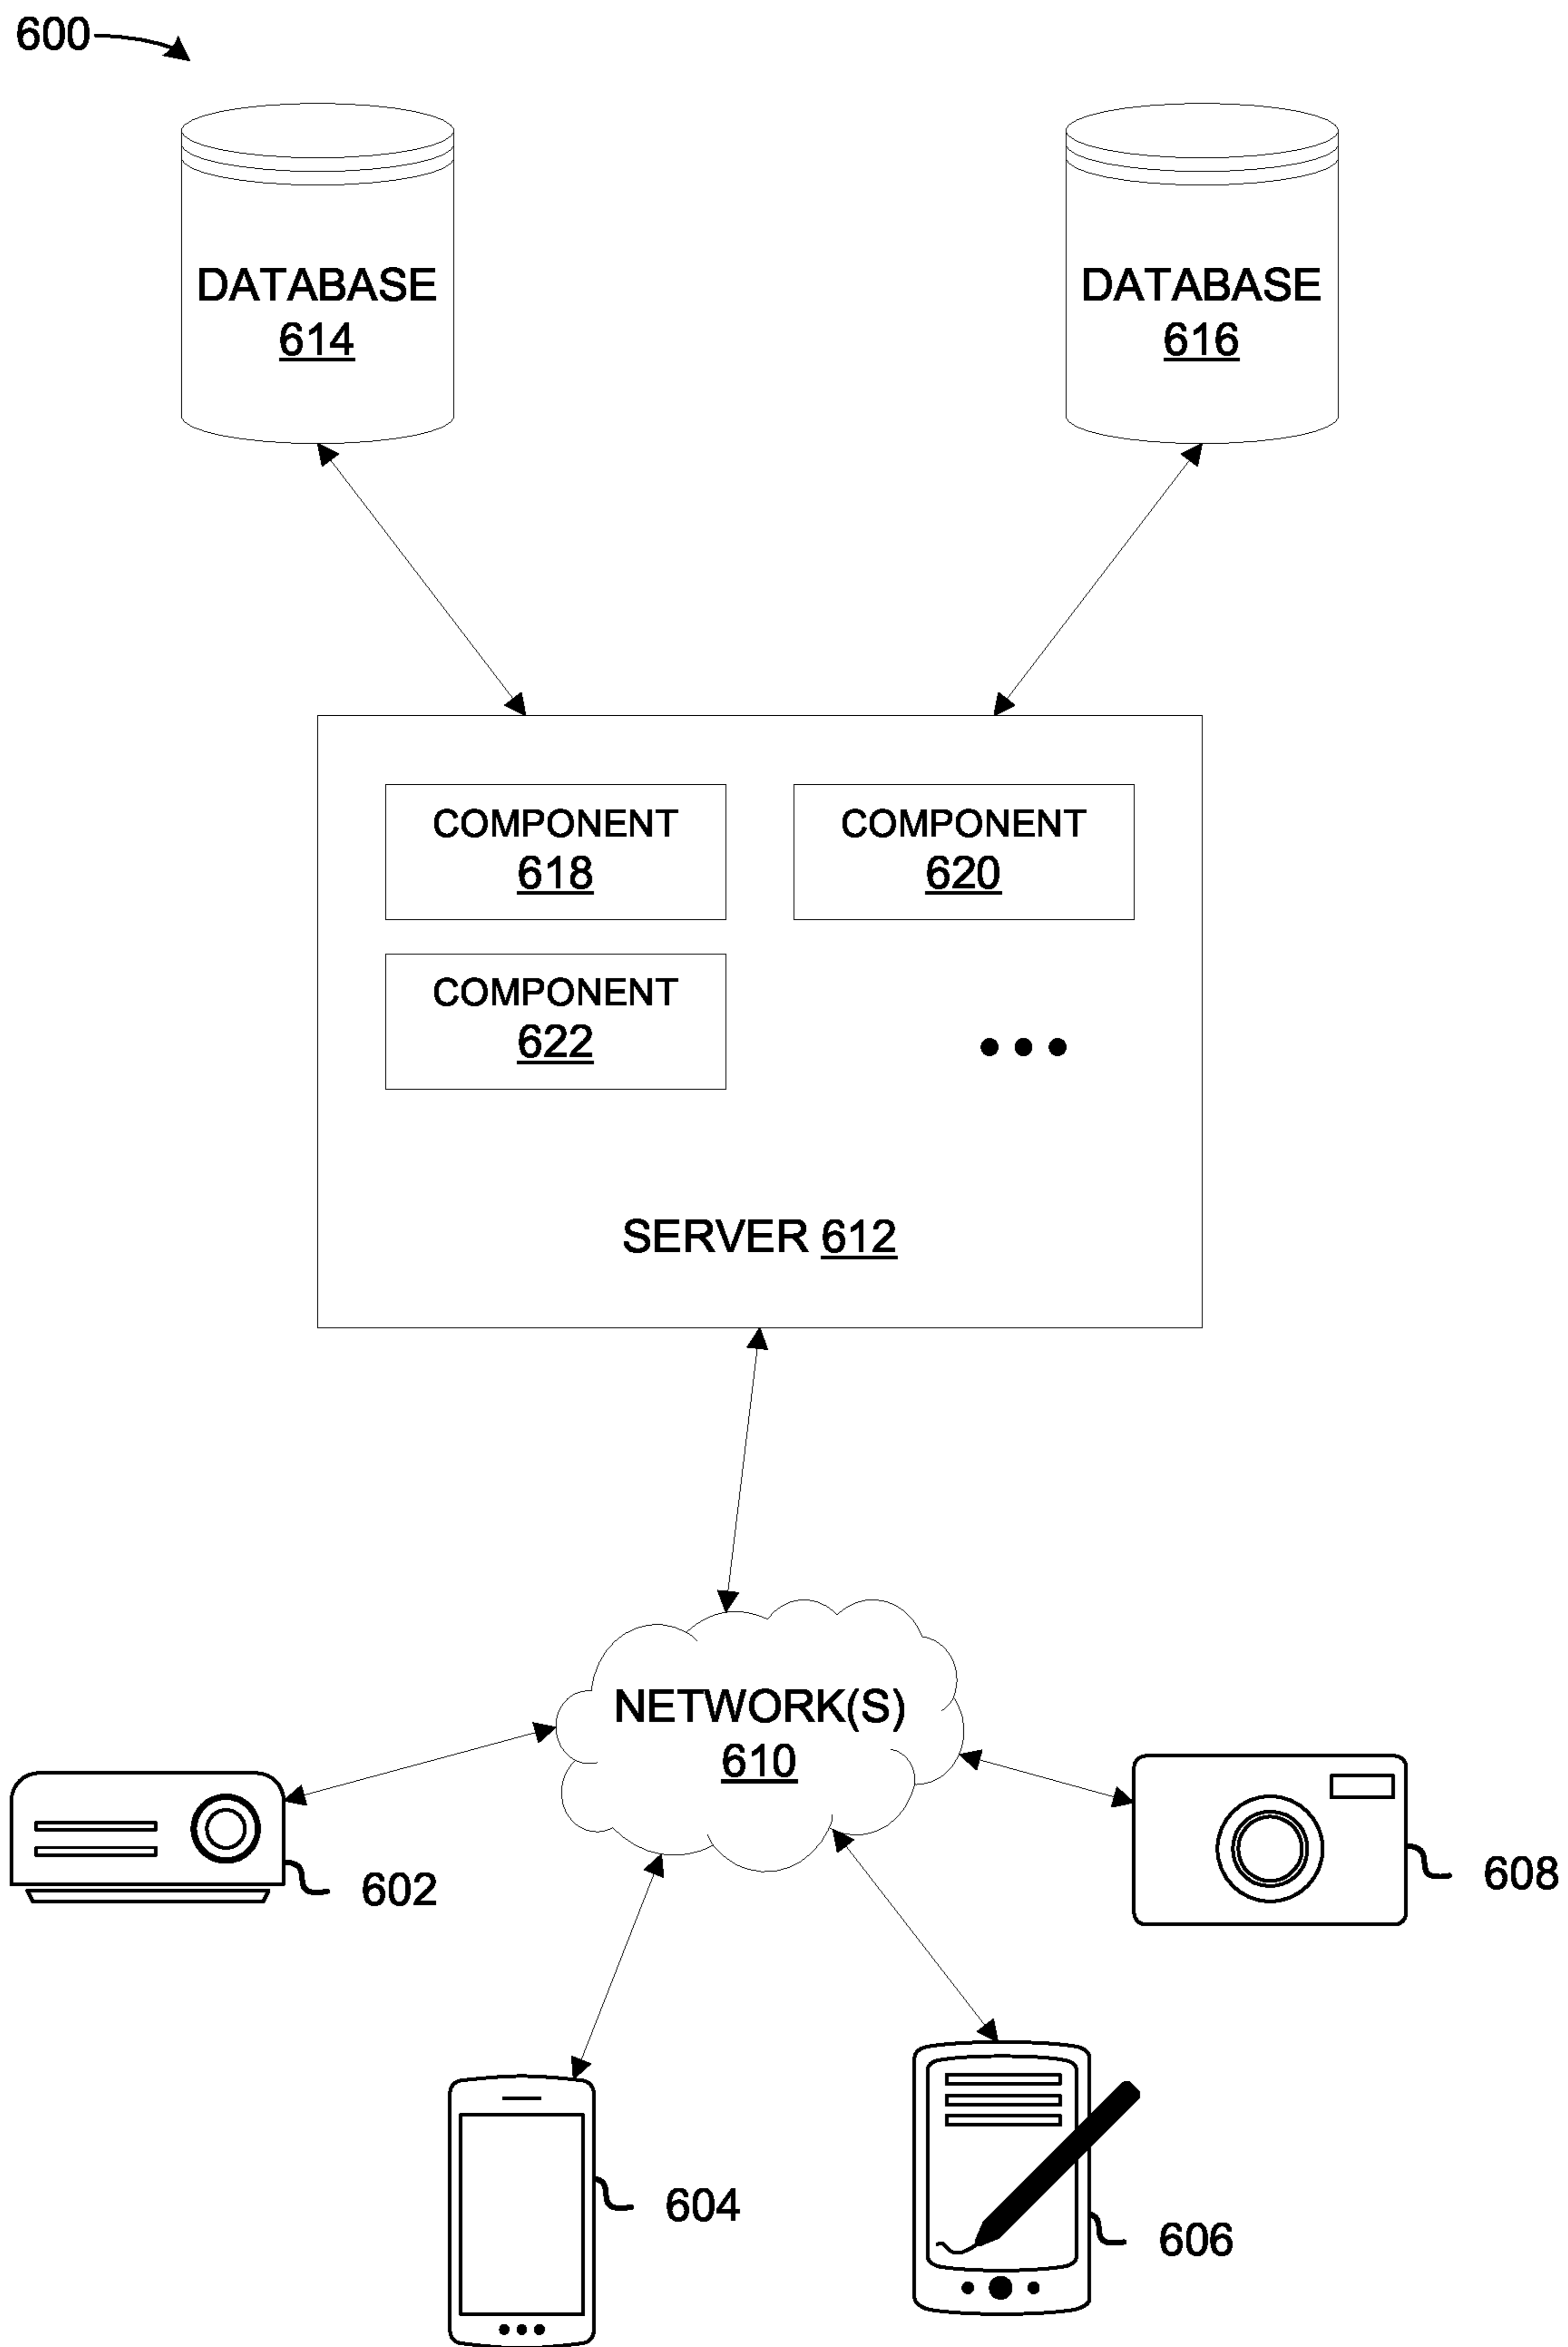 600
DATABASE
614
DATABASE
616
COMPONENT
618
COMPONENT
620
COMPONENT
622
SERVER 612
NETWORK(S)
610
602
608
604
606